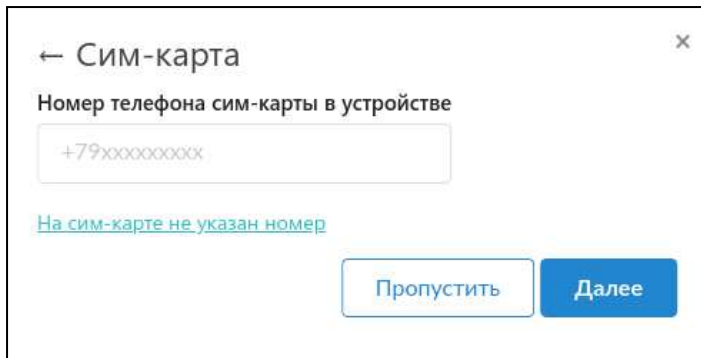 ← Сим-карта
×
Номер телефона сим-карты в устройстве
+79xxxxxxxxx
На сим-карте не указан номер
Пропустить
Далее